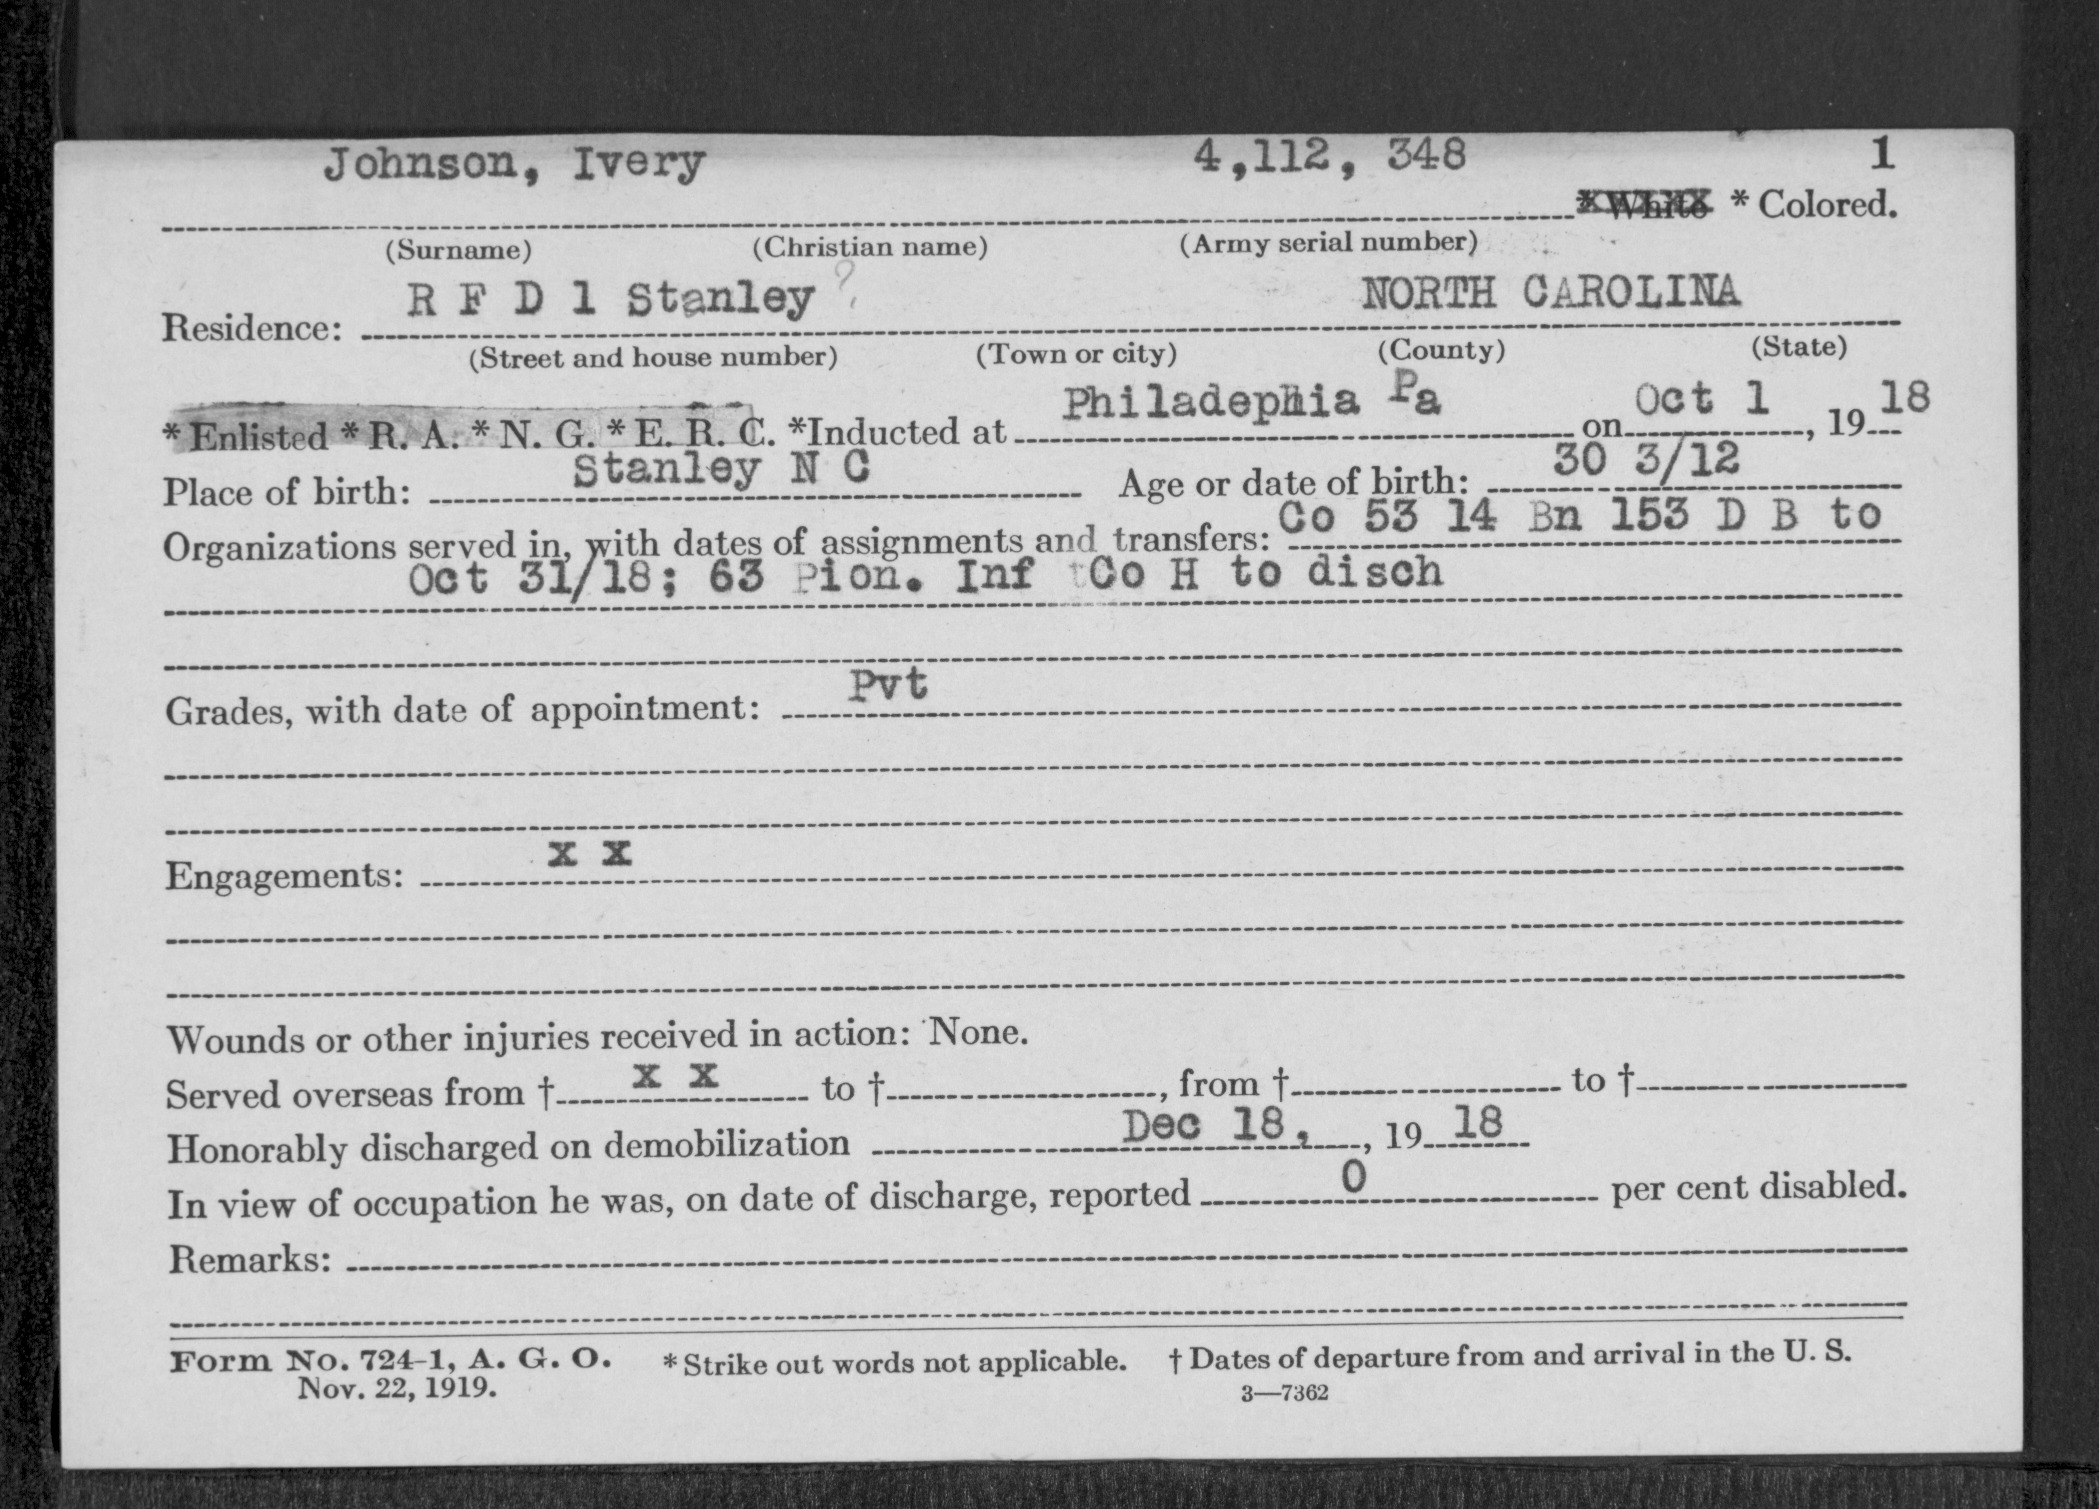 Johnson, Ivery 4,112, 348 1
* White * Colored.
(Surname) (Christian name) (Army serial number)
R F D 1 Stanley ? NORTH CAROLINA
Residence:
(Street and house number) (Town or city) (County) (State)
Philadephia Pa Oct 1 18
* Enlisted * R. A. * N. G. * E. R. C. *Inducted at on , 19
Stanley N C 30 3/12
Place of birth: Age or date of birth:
Co 53 14 Bn 153 D B to
Organizations served in, with dates of assignments and transfers:
Oct 31/18; 63 Pion. Inf Co H to disch
Pvt
Grades, with date of appointment:
x x
Engagements:
Wounds or other injuries received in action: None.
Served overseas from † x x to † , from † to †
Honorably discharged on demobilization Dec 18, , 19 18
In view of occupation he was, on date of discharge, reported 0 per cent disabled.
Remarks:
Form No. 724-1, A. G. O. * Strike out words not applicable. † Dates of departure from and arrival in the U. S.
Nov. 22, 1919. 3—7362